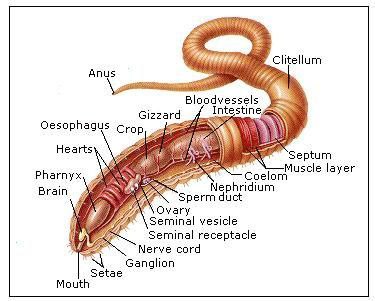 Clitellum
Anus
Bloodvessels
Intestine
Gizzard
Oesophagus
Crop
Hearts
Septum
Muscle layer
Pharnyx
Coelom
Brain
Nephridium
Sperm duct
Ovary
Seminal vesicle
Seminal receptacle
Nerve cord
Ganglion
Setae
Mouth